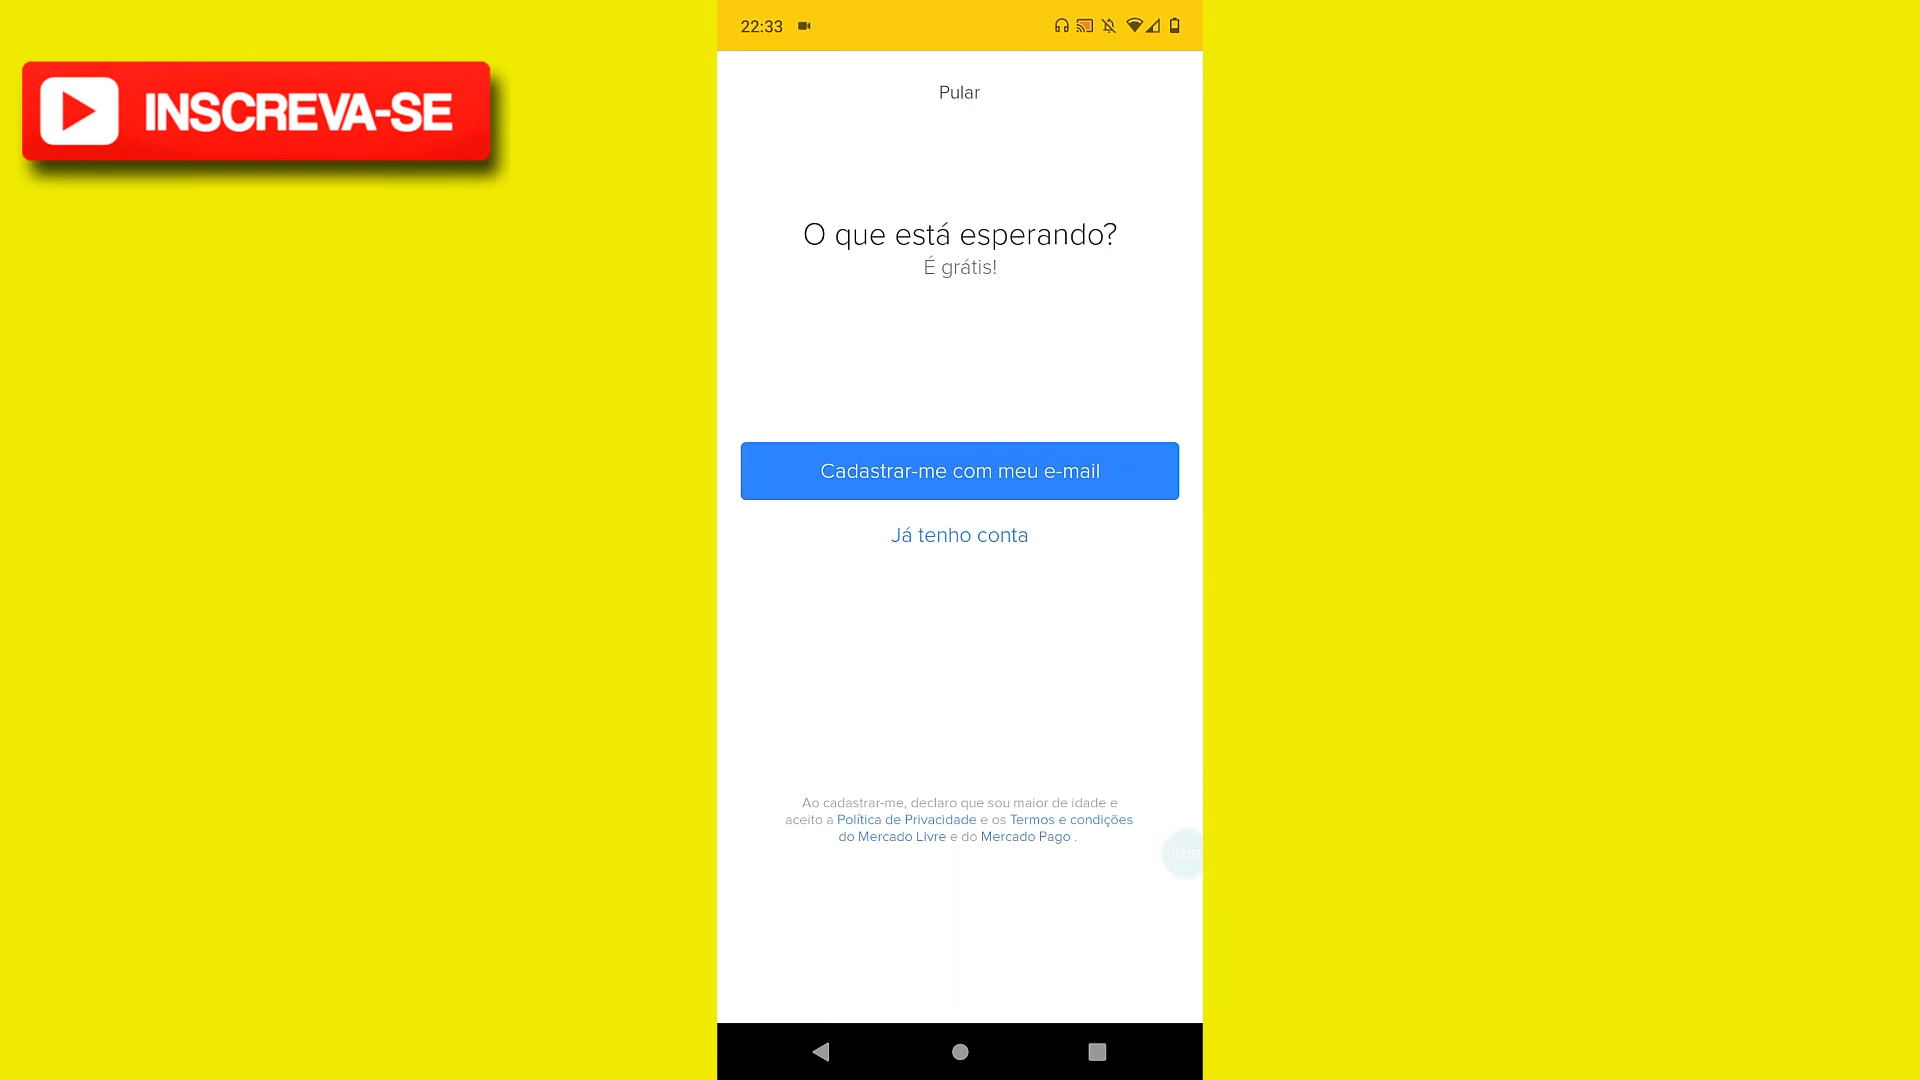 INSCREVA-SE
22:33
Pular
O que está esperando?
É grátis!
Cadastrar-me com meu e-mail
Já tenho conta
Ao cadastrar-me, declaro que sou maior de idade e
aceito a Política de Privacidade e os Termos e condições
do Mercado Livre e do Mercado Pago .